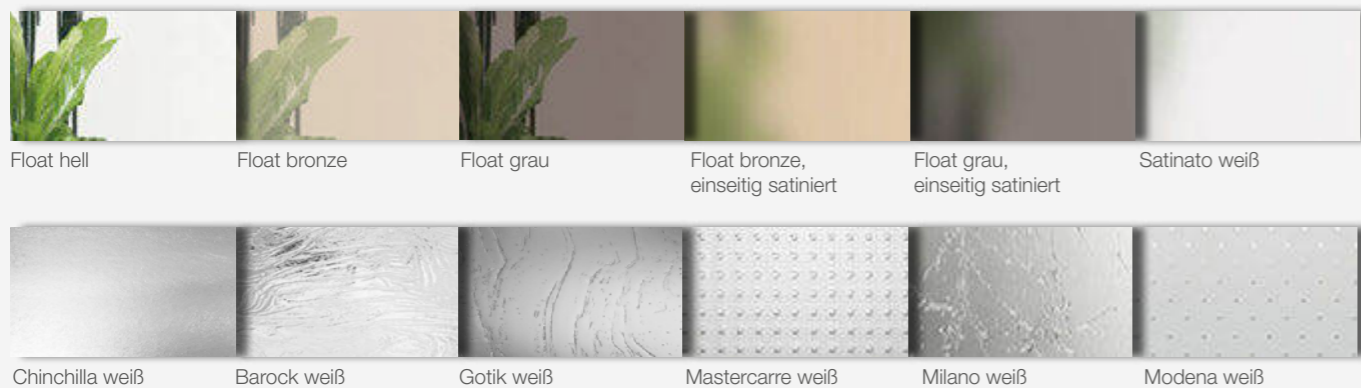 Float hell
Float bronze
Float grau
Float bronze,
einseitig satiniert
Float grau,
einseitig satiniert
Satinato weiß
Chinchilla weiß
Barock weiß
Gotik weiß
Mastercarre weiß
Milano weiß
Modena weiß